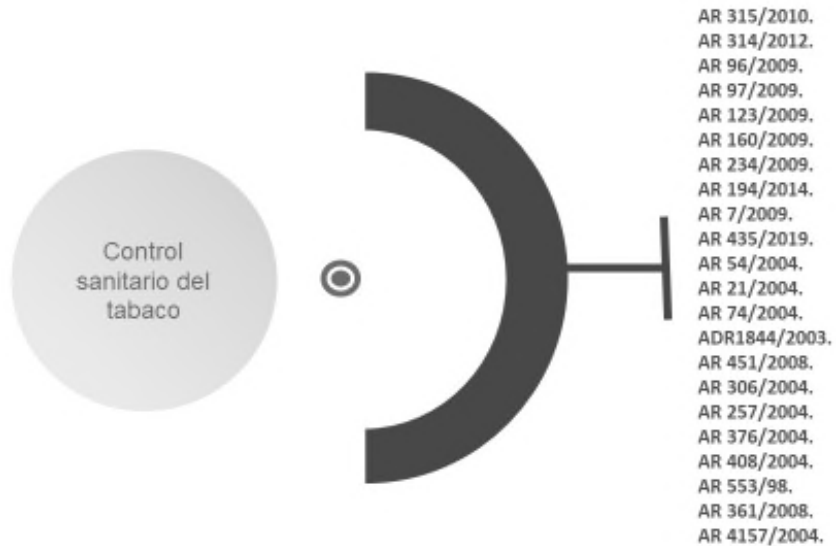 Control
sanitario del
tabaco
AR 315/2010.
AR 314/2012.
AR 96/2009.
AR 97/2009.
AR 123/2009.
AR 160/2009.
AR 234/2009.
AR 194/2014.
AR 7/2009.
AR 435/2019.
AR 54/2004.
AR 21/2004.
AR 74/2004.
ADR1844/2003.
AR 451/2008.
AR 306/2004.
AR 257/2004.
AR 376/2004.
AR 408/2004.
AR 553/98.
AR 361/2008.
AR 4157/2004.